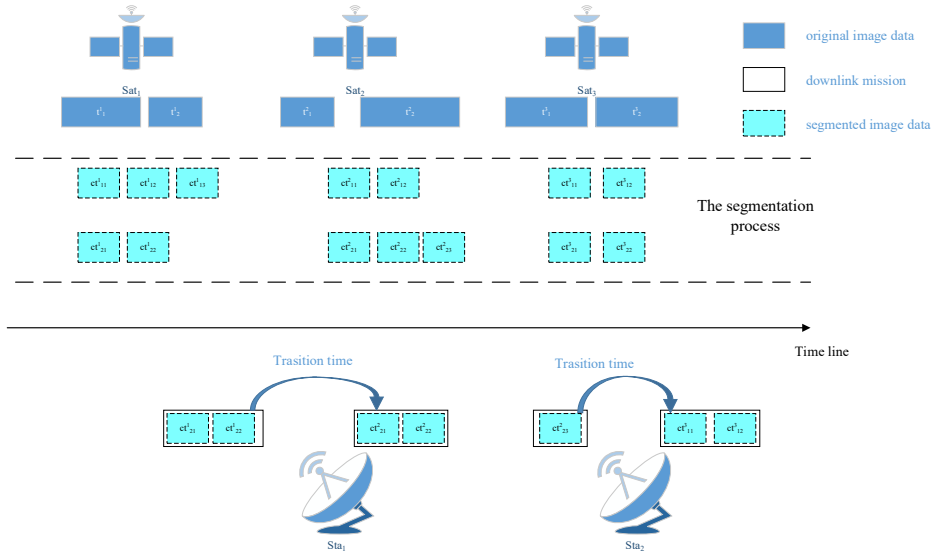 original image data
downlink mission
segmented image data
Sat₁ Sat₂ Sat₃
t¹₁ t¹₂ t²₁ t²₂ t³₁ t³₂
ct¹₁₁ ct¹₁₂ ct¹₁₃ ct²₁₁ ct²₁₂ ct³₁₁ ct³₁₂
The segmentation
process
ct¹₂₁ ct¹₂₂ ct²₂₁ ct²₂₂ ct²₂₃ ct³₂₁ ct³₂₂
Time line
Trasition time Trasition time
ct¹₂₁ ct¹₂₂ ct²₂₁ ct²₂₂ ct²₂₃ ct³₁₁ ct³₁₂
Sta₁ Sta₂